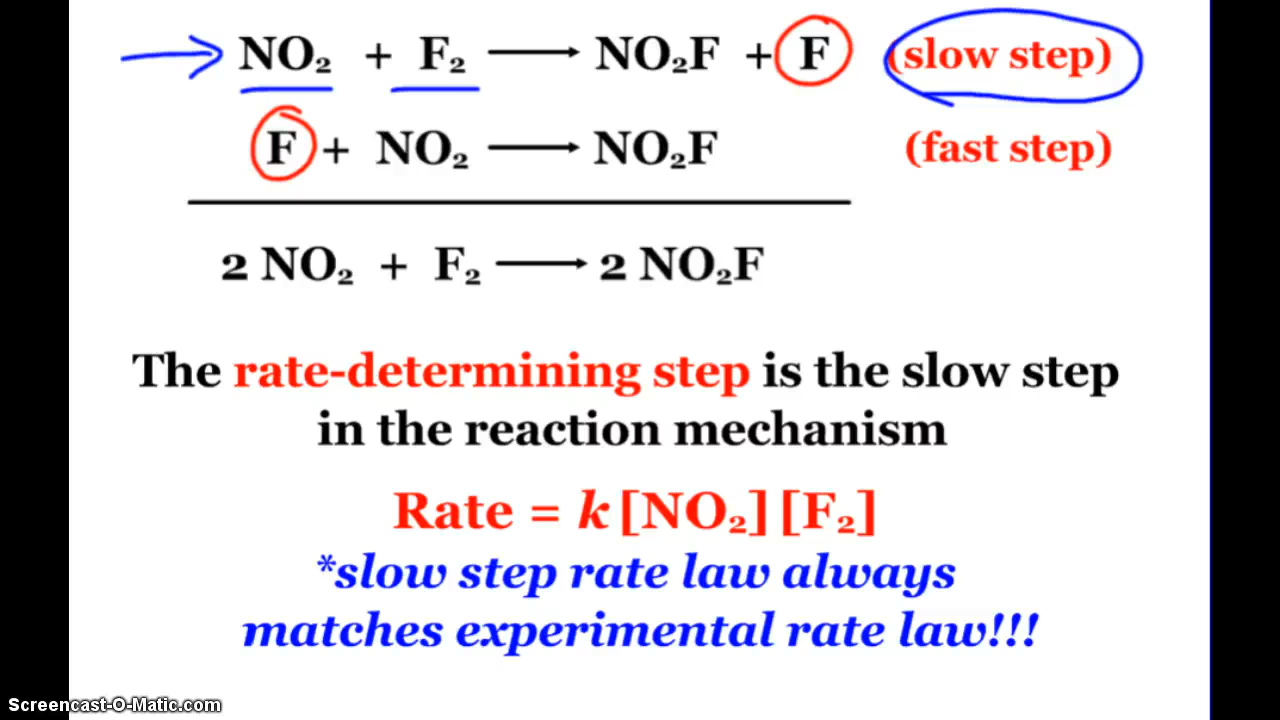 NO₂ + F₂ ⟶ NO₂F + F (slow step)
F + NO₂ ⟶ NO₂F (fast step)
2 NO₂ + F₂ ⟶ 2 NO₂F
The rate-determining step is the slow step
in the reaction mechanism
Rate = k [NO₂] [F₂]
*slow step rate law always
matches experimental rate law!!!
Screencast-O-Matic.com